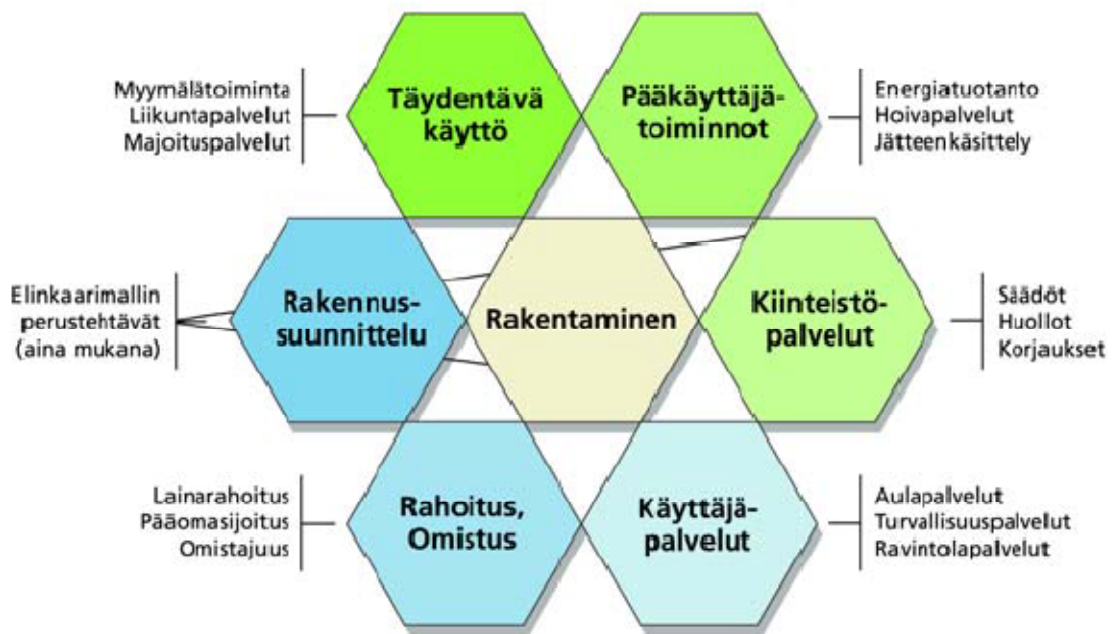 Myymälätoiminta
Liikuntapalvelut
Majoituspalvelut
Täydentävä
käyttö
Pääkäyttäjä-
toiminnot
Energiatuotanto
Hoivapalvelut
Jätteenkäsittely
Elinkaarimallin
perustehtävät
(aina mukana)
Rakennus-
suunnittelu
Rakentaminen
Kiinteistö-
palvelut
Säädöt
Huollot
Korjaukset
Lainarahoitus
Pääomasijoitus
Omistajuus
Rahoitus,
Omistus
Käyttäjä-
palvelut
Aulapalvelut
Turvallisuuspalvelut
Ravintolapalvelut